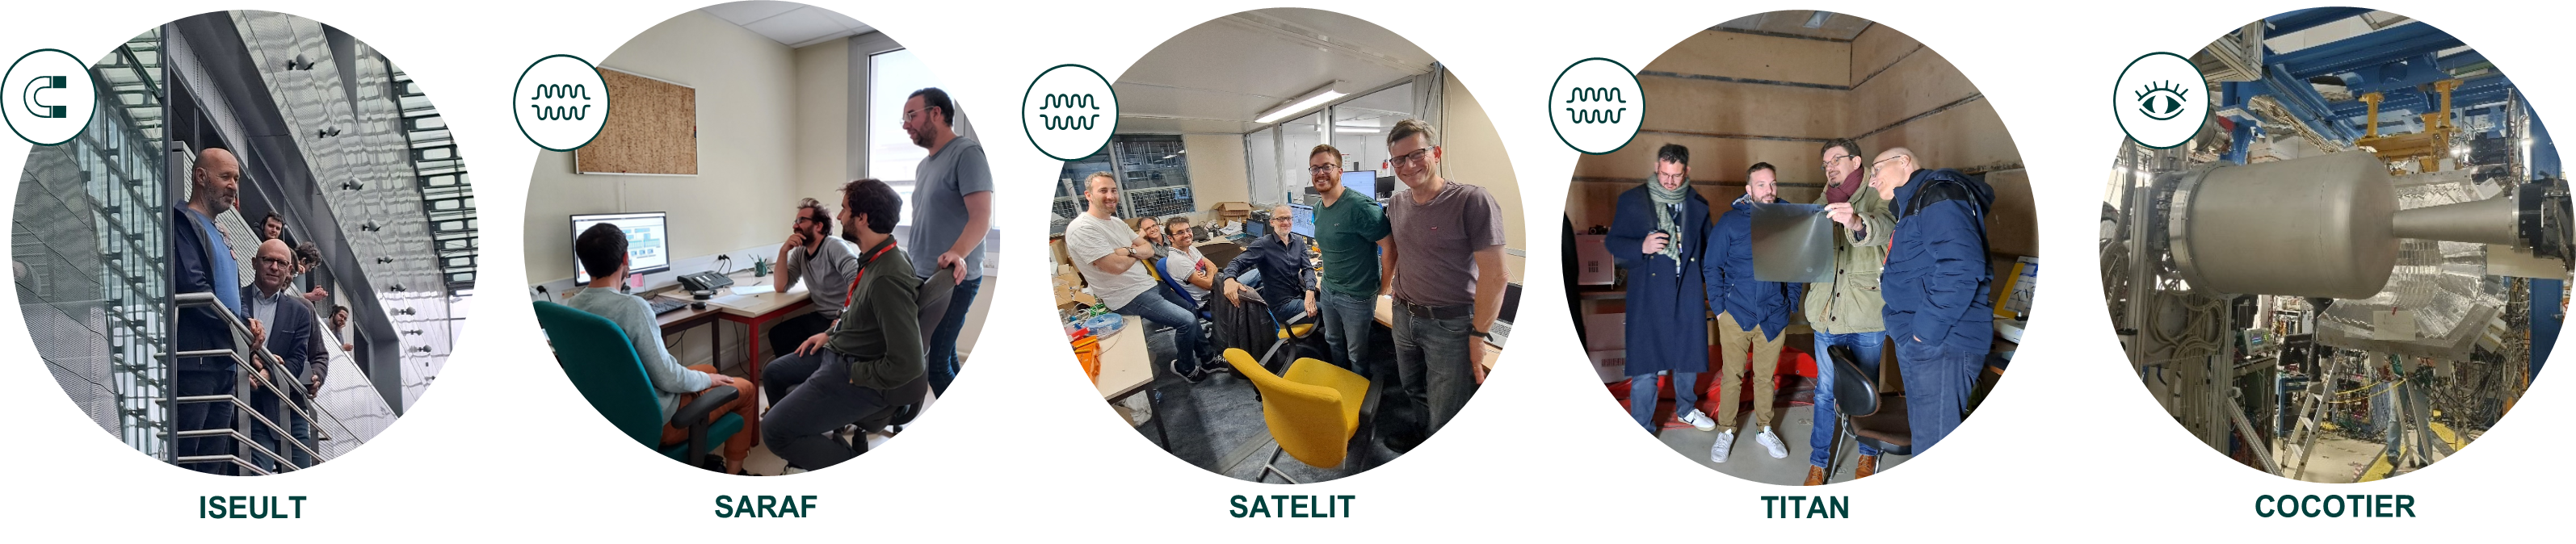 ISEULT
SARAF
SATELIT
TITAN
COCOTIER